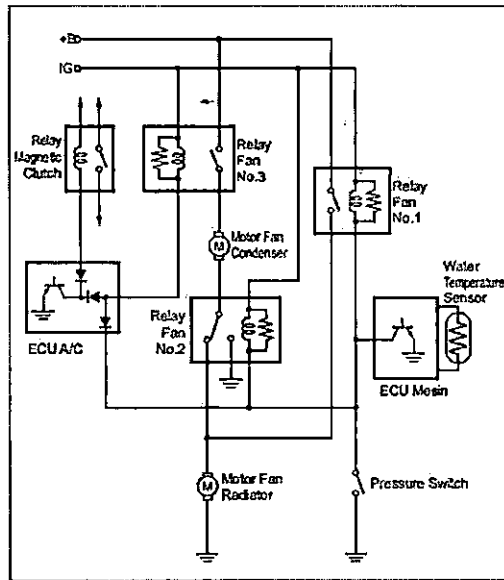 +B
IG
Relay
Magnetic
Clutch
Relay
Fan
No.3
Relay
Fan
No.1
M
Motor Fan
Condenser
Water
Temperature
Sensor
Relay
Fan
No.2
ECU A/C
ECU Mesin
M
Motor Fan
Radiator
Pressure Switch